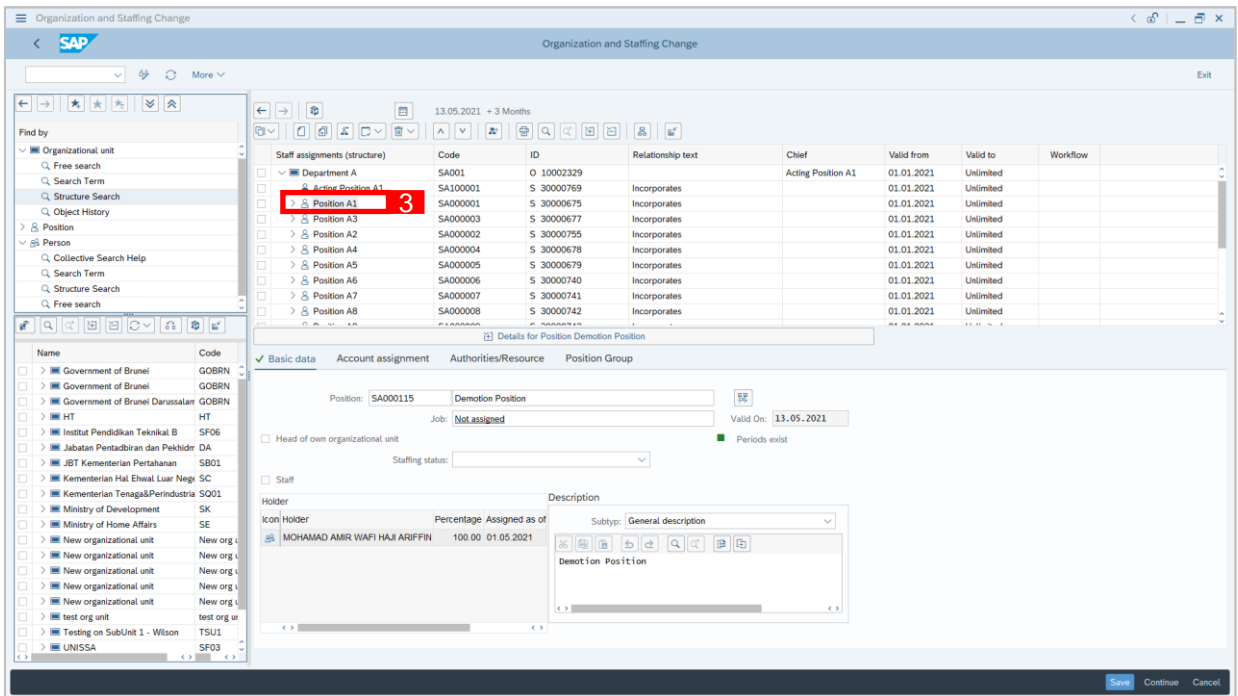 Organization and Staffing Change
SAP
Organization and Staffing Change
More
Exit
13.05.2021 + 3 Months
Find by
Organizational unit
Free search
Search Term
Structure Search
Object History
Position
Person
Collective Search Help
Search Term
Structure Search
Free search
Staff assignments (structure) Code ID Relationship text Chief Valid from Valid to Workflow
Department A SA001 O 10002329 Acting Position A1 01.01.2021 Unlimited
Acting Position A1 SA100001 S 30000769 Incorporates 01.01.2021 Unlimited
Position A1 SA000001 S 30000675 Incorporates 01.01.2021 Unlimited
3
Position A3 SA000003 S 30000677 Incorporates 01.01.2021 Unlimited
Position A2 SA000002 S 30000755 Incorporates 01.01.2021 Unlimited
Position A4 SA000004 S 30000678 Incorporates 01.01.2021 Unlimited
Position A5 SA000005 S 30000679 Incorporates 01.01.2021 Unlimited
Position A6 SA000006 S 30000740 Incorporates 01.01.2021 Unlimited
Position A7 SA000007 S 30000741 Incorporates 01.01.2021 Unlimited
Position A8 SA000008 S 30000742 Incorporates 01.01.2021 Unlimited
Details for Position Demotion Position
Name Code
Government of Brunei GOBRN
Government of Brunei GOBRN
Government of Brunei Darussalam GOBRN
HT HT
Institut Pendidikan Teknikal B SF06
Jabatan Pentadbiran dan Pekhidm DA
JBT Kementerian Pertahanan SB01
Kementerian Hal Ehwal Luar Nege SC
Kementerian Tenaga&Perindustria SQ01
Ministry of Development SK
Ministry of Home Affairs SE
New organizational unit New org u
New organizational unit New org u
New organizational unit New org u
New organizational unit New org u
New organizational unit New org u
test org unit test org un
Testing on SubUnit 1 - Wilson TSU1
UNISSA SF03
Basic data Account assignment Authorities/Resource Position Group
Position: SA000115 Demotion Position
Job: Not assigned Valid On: 13.05.2021
Head of own organizational unit Periods exist
Staffing status:
Staff
Holder
Icon Holder Percentage Assigned as of
MOHAMAD AMIR WAFI HAJI ARIFFIN 100.00 01.05.2021
Description
Subtyp: General description
Demotion Position
Save Continue Cancel